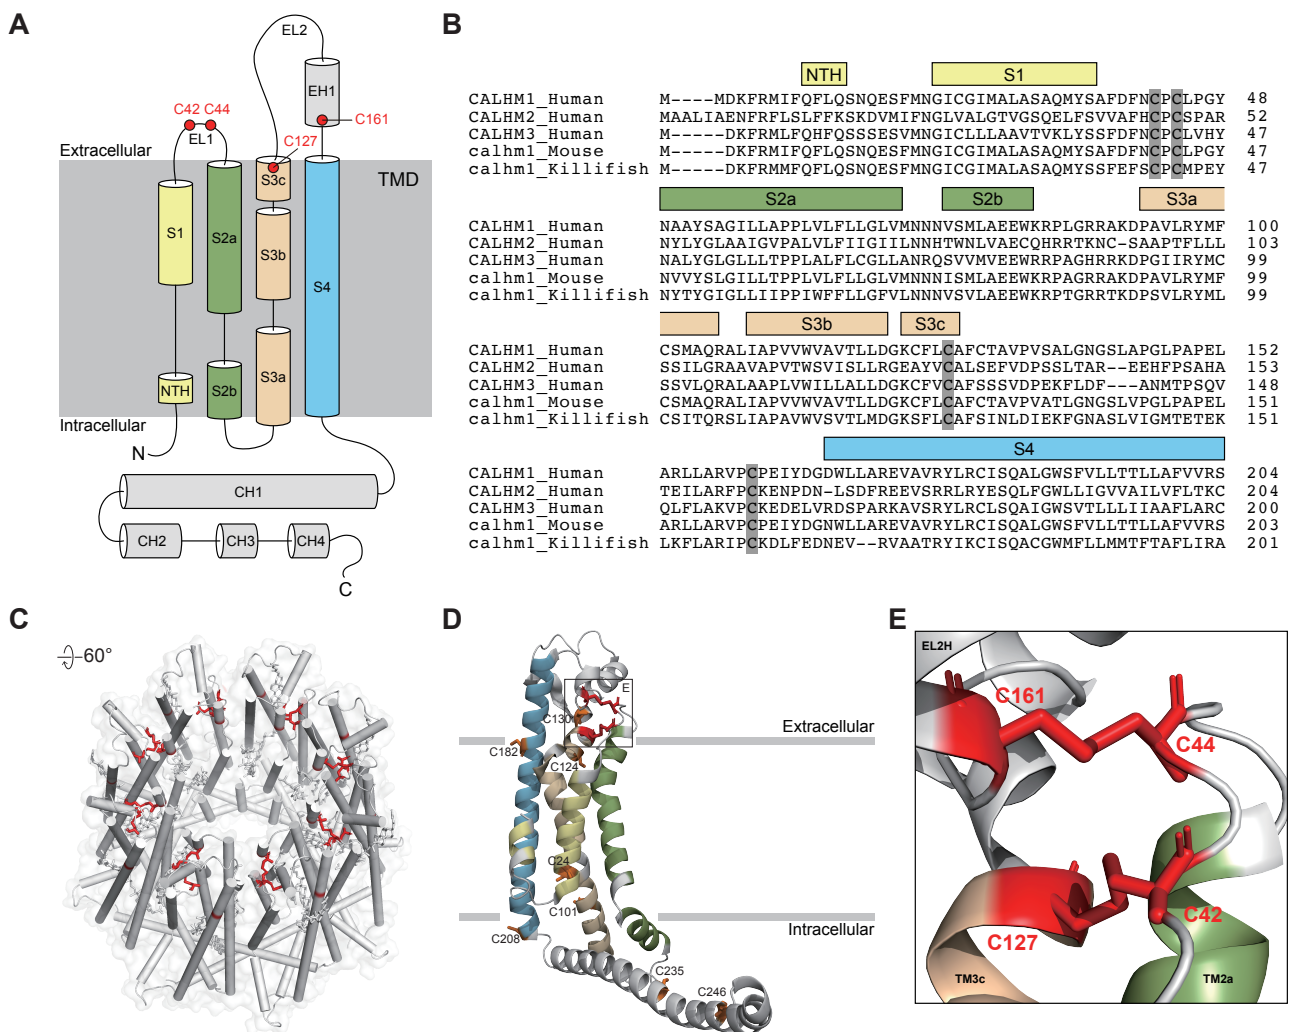 A
EL2
EH1
C42 C44
EL1
C161
C127
Extracellular
TMD
S3c
S1
S2a
S3b
S4
S3a
NTH
S2b
Intracellular
N
CH1
CH2
CH3
CH4
C
B
NTH
S1
CALHM1_Human M-----MDKFRMIFQFLQSNQESFMNGICGIMALASAQMYSAFDFNCPCLPGY 48
CALHM2_Human MAALIAENFRFLSLFFKSKDVMIFNGLVALGTVGSQELFSVVAFHCPCSPAR 52
CALHM3_Human M-----DKFRMLFQHFQSSSESVMNGICLLLAAVTVKLYSSFDFNCPCLVHY 47
calhm1_Mouse M-----DKFRMIFQFLQSNQESFMNGICGIMALASAQMYSAFDFNCPCLPGY 47
calhm1_Killifish M-----DKFRMMFQFLQSNQESFMNGICGIMALASAQMYSSFEFSCPCMPEY 47
S2a
S2b
S3a
CALHM1_Human NAAYSAGILLAPPLVLFLLGLVMNNNVSMLAEEWKRPLGRRAKDPAVLRYMF 100
CALHM2_Human NYLYGLAAIGVPALVLFIIGIILNNHTWNLVAECQHRRTKNC-SAAPTFLLL 103
CALHM3_Human NALYGLGLLLTPPLALFLCGLLANRQSVVMVEEWRRPAGHRRKDPGIIRYMC 99
calhm1_Mouse NVVYSLGILLTPPLVLFLLGLVMNNNISMLAEEWKRPAGRRAKDPAVLRYMC 99
calhm1_Killifish NYTYGIGLLIIPPIWFFLLGFVLNNNVSVLAEEWKRPTGRRTKDPSVLRYML 99
S3b
S3c
CALHM1_Human CSMAQRALIAPVVWVAVTLLDGKCFLCAFCTAVPVSALGNGSLAPGLPAPEL 152
CALHM2_Human SSILGRAAVAPVTWSVISLLRGEAYVCALSEFVDPSSLTAR--EEHFPSAHA 153
CALHM3_Human SSVLQRALAAPLVWILLALLDGKCFVCAFSSSVDPEKFLDF---ANMTPSQV 148
calhm1_Mouse CSMAQRALIAPVVWVAVTLLDGKCFLCAFCTAVPVATLGNGSLVPGLPAPEL 151
calhm1_Killifish CSITQRSLIAPAVWVSVTLMDGKSFLCAFSINLDIEKFGNASLVIGMTETEK 151
S4
CALHM1_Human ARLLARVPCPEIYDGDWLLAREVAVRYLRCISQALGWSFVLLTTLLAFVVRS 204
CALHM2_Human TEILARFPCKENPDN-LSDFREEVSRRLRYESQLFGWLLIGVVAILVFLTKC 204
CALHM3_Human QLFLAKVPCKEDELVRDSPARKAVSRYLRCLSQAIGWSVTLLLIIAAFLARC 200
calhm1_Mouse ARLLARVPCPEIYDGNWLLAREVAVRYLRCISQALGWSFVLLTTLLAFVVRS 203
calhm1_Killifish LKFLARIPCKDLFEDNEV--RVAATRYIKCISQACGWMFLLMMTFTAFLIRA 201
C
-60°
D
E
C130
Extracellular
C182
C124
C24
C101
Intracellular
C208
C235
C246
E
EL2H
C161
C44
C42
C127
TM3c
TM2a